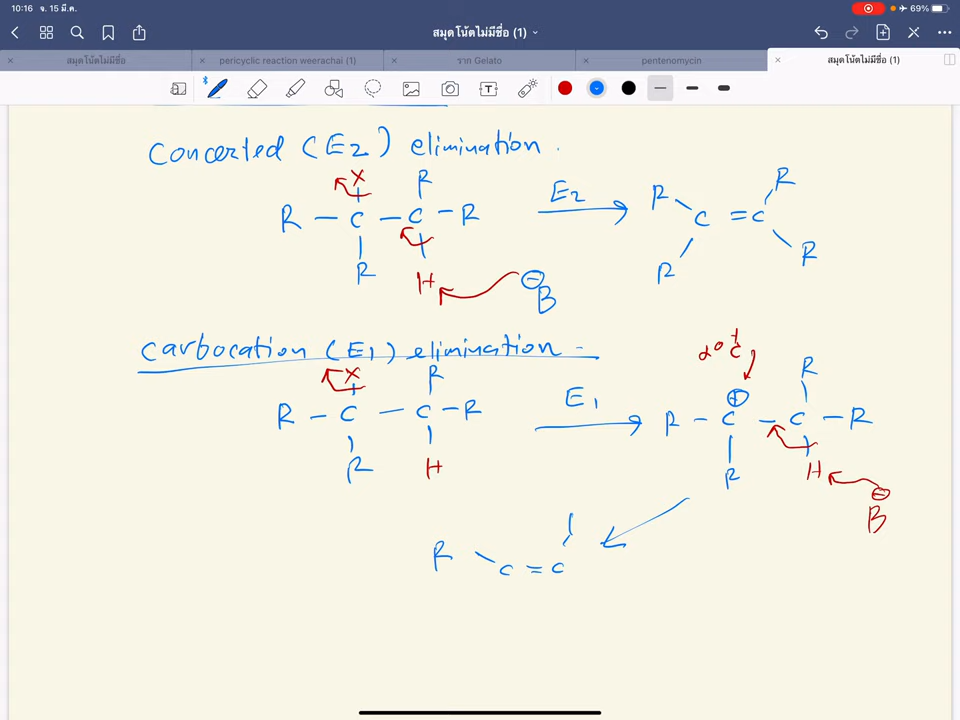 10:16 จ. 15 มี.ค. 69%
สมุดโน้ตไม่มีชื่อ (1)
สมุดโน้ตไม่มีชื่อ pericyclic reaction weerachai (1) ราก Gelato pentenomycin สมุดโน้ตไม่มีชื่อ (1)
Concerted (E2) elimination.
X R R R
R — C — C — R E2 C = C
R H R R
⊖ B
Carbocation (E1) elimination
2° C+
X R ⊕ R
R — C — C — R E1 R — C — C — R
R H R H
⊖ B
R C = C